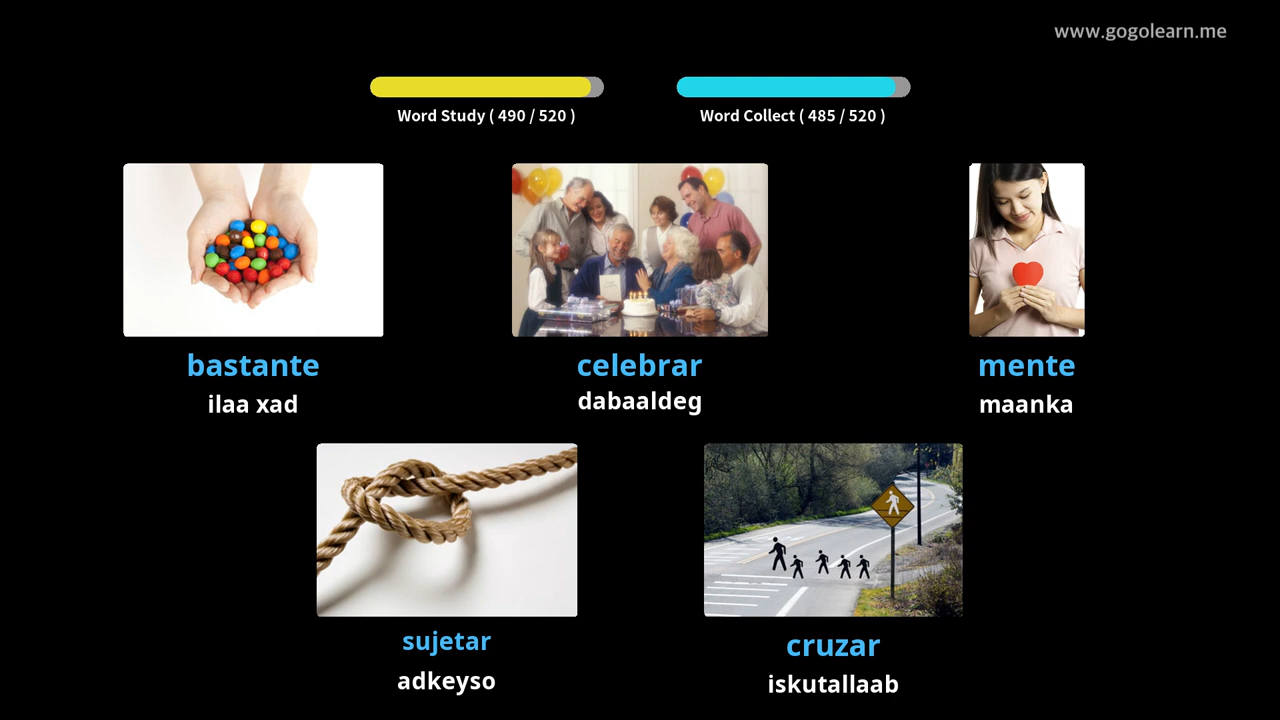 www.gogolearn.me
Word Study ( 490 / 520 )
Word Collect ( 485 / 520 )
bastante
ilaa xad
celebrar
dabaaldeg
mente
maanka
sujetar
adkeyso
cruzar
iskutallaab